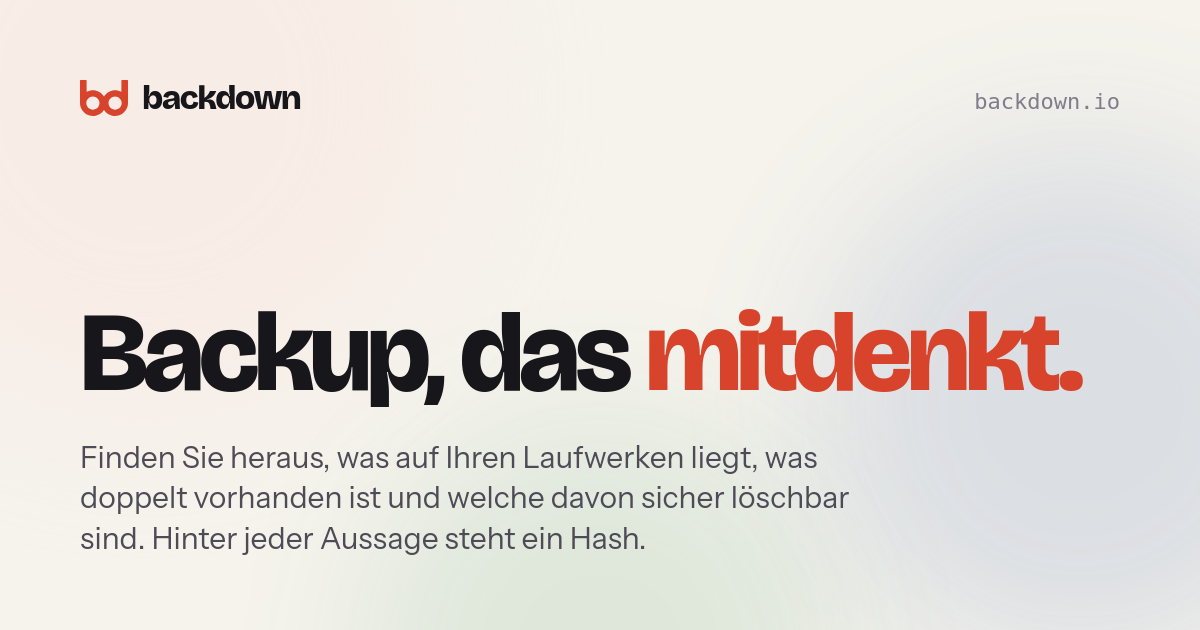 backdown
backdown.io
Backup, das mitdenkt.
Finden Sie heraus, was auf Ihren Laufwerken liegt, was
doppelt vorhanden ist und welche davon sicher löschbar
sind. Hinter jeder Aussage steht ein Hash.